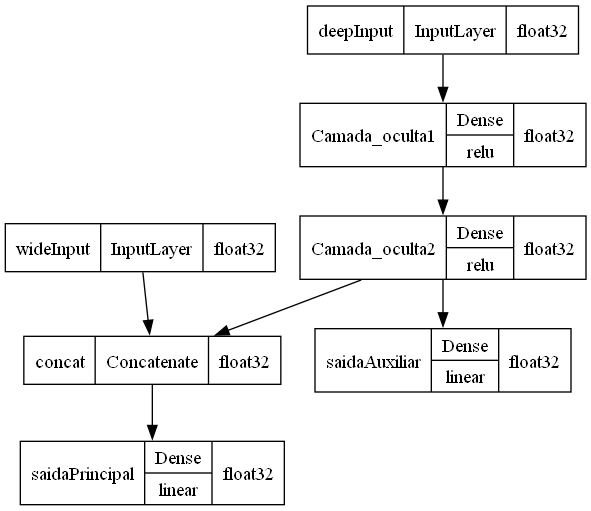 deepInput InputLayer float32
Camada_oculta1 Dense relu float32
Camada_oculta2 Dense relu float32
wideInput InputLayer float32
saidaAuxiliar Dense linear float32
concat Concatenate float32
saidaPrincipal Dense linear float32